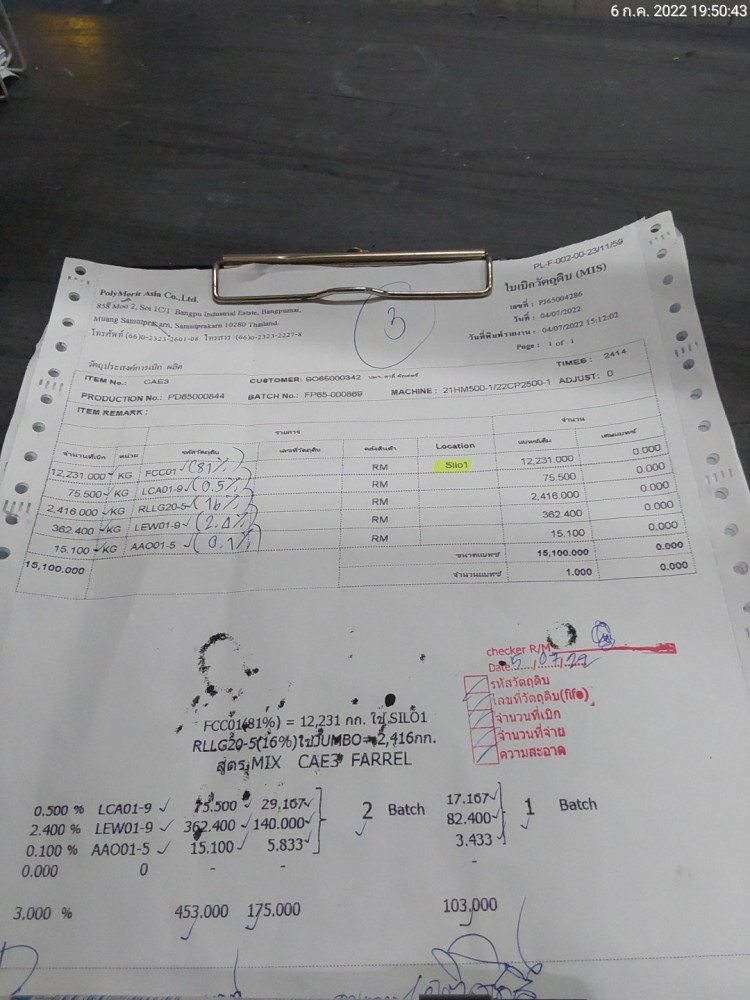 6 ก.ค. 2022 19:50:43
PL-F-002-00-23/11/59
PolyMerit Asia Co.,Ltd.
ใบเบิกวัตถุดิบ (MIS)
858 Moo 2, Soi 1C/1 Bangpu Industrial Estate, Bangpumai,
เลขที่ : PJ65004286
Muang Samutprakarn, Samutprakarn 10280 Thailand.
วันที่ : 04/07/2022
โทรศัพท์ (66)0-2323-2601-08 โทรสาร (66)0-2323-2227-4
วันที่พิมพ์รายงาน : 04/07/2022 15:12:02
3
Page : 1 of 1
วัตถุประสงค์การเบิก ผลิต
TIMES : 2414
ITEM No.: CAE3 CUSTOMER: SO65000342
PRODUCTION No.: PD65000844 BATCH No.: FP65-000869 MACHINE : 21HM500-1/22CP2500-1 ADJUST: 0
ITEM REMARK :
รายการ จำนวน
จำนวนที่เบิก หน่วย รหัสวัตถุดิบ เลขที่วัตถุดิบ คลังสินค้า Location แบทช์เต็ม เศษแบทช์
12,231.000 ✓ KG FCC01 ✓ (81%) RM Silo1 12,231.000 0.000
75.500 ✓ KG LCA01-9 ✓ (0.5%) RM 75.500 0.000
2,416.000 ✓ KG RLLG20-5 ✓ (16%) RM 2,416.000 0.000
362.400 ✓ KG LEW01-9 ✓ (2.4%) RM 362.400 0.000
15.100 ✓ KG AAO01-5 ✓ (0.1%) RM 15.100 0.000
15,100.000 ขนาดแบทช์ 15,100.000 0.000
จำนวนแบทช์ 1.000 0.000
checker R/M
Date 5 / 07 / 22
รหัสวัตถุดิบ
เลขที่วัตถุดิบ(fifo)
จำนวนที่เบิก
จำนวนที่จ่าย
ความสะอาด
FCC01(81%) = 12,231 กก. ใช้ SILO1
RLLG20-5(16%)ใช้JUMBO= 2,416กก.
สูตร MIX CAE3 FARREL
0.500 % LCA01-9 ✓ 75.500 ✓ 29.167 ✓ 2 Batch 17.167 ✓ 1 Batch
2.400 % LEW01-9 ✓ 362.400 ✓ 140.000 ✓ 82.400 ✓
0.100 % AAO01-5 ✓ 15.100 ✓ 5.833 ✓ 3.433 ✓
0.000 0 - - -
3.000 % 453.000 175.000 103.000